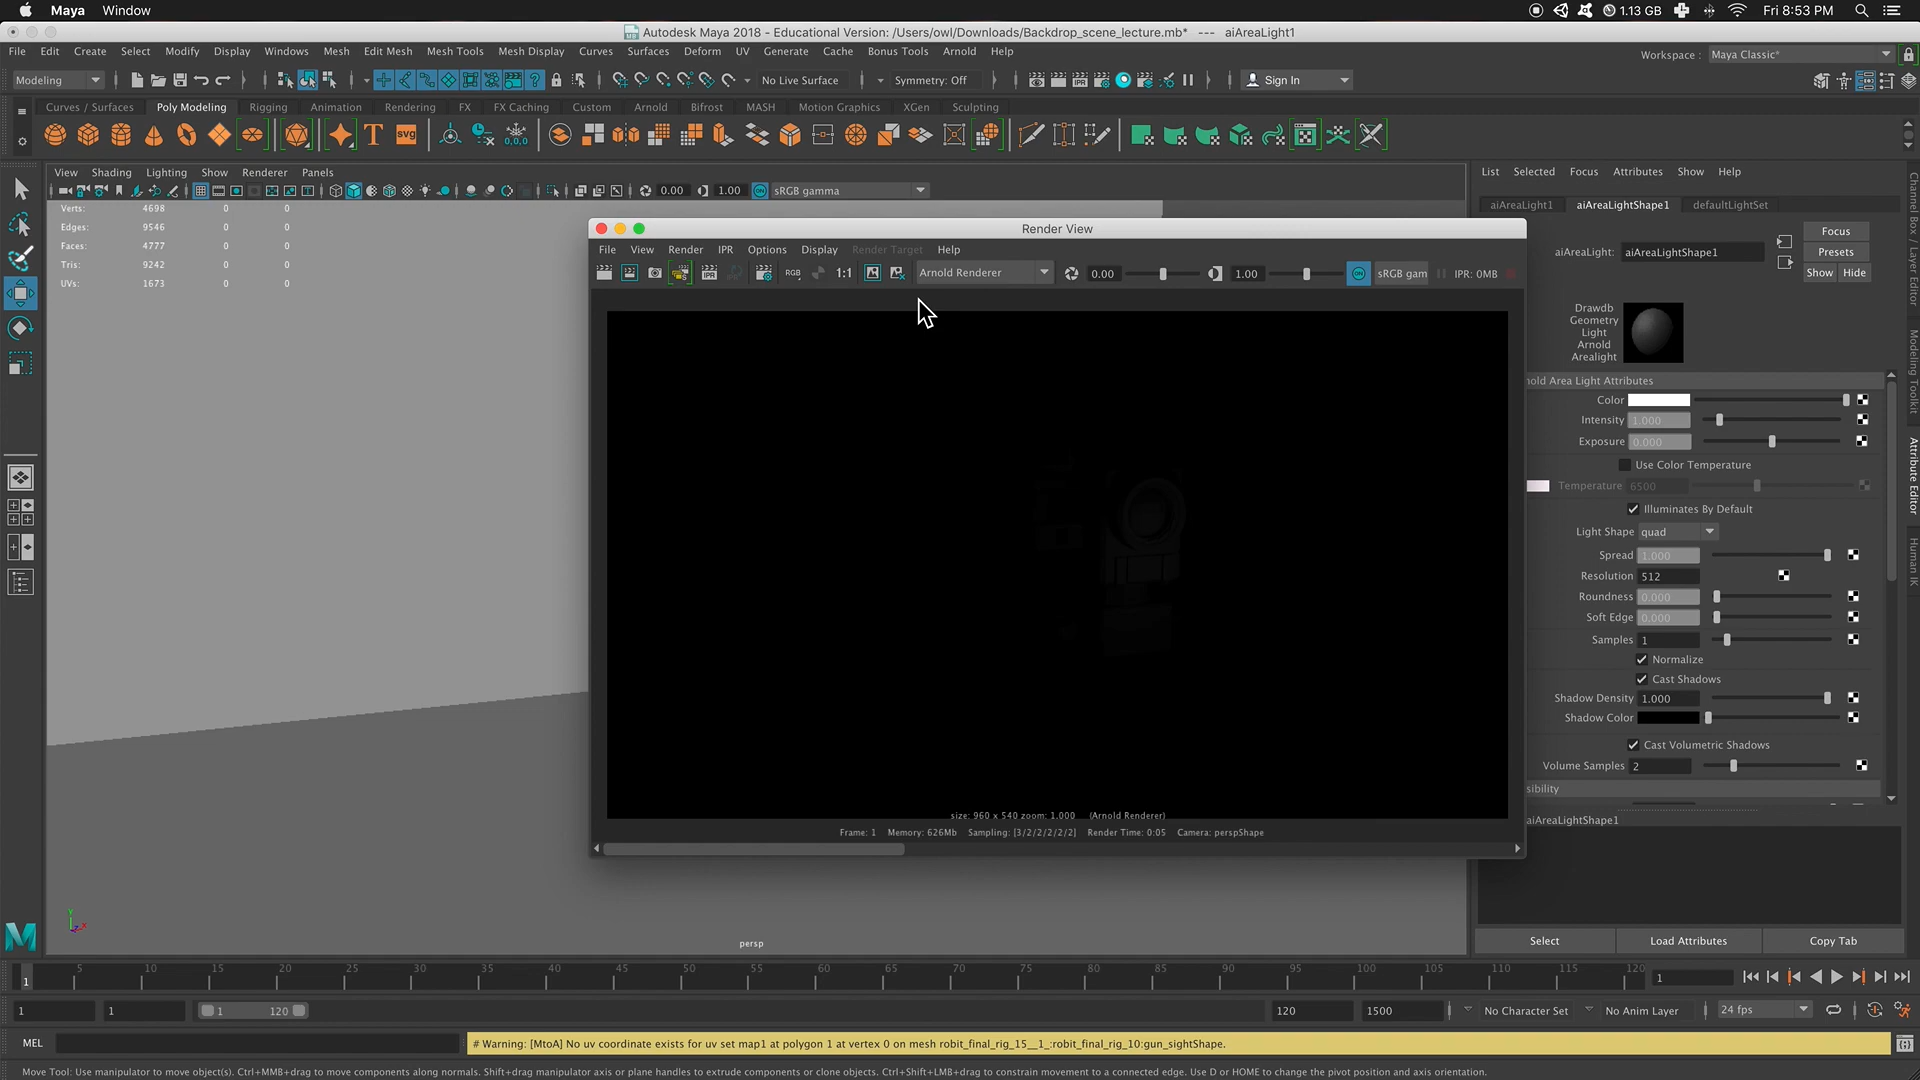 Maya Window
1.13 GB Fri 8:53 PM
Autodesk Maya 2018 - Educational Version: /Users/owl/Downloads/Backdrop_scene_lecture.mb* --- aiAreaLight1
File Edit Create Select Modify Display Windows Mesh Edit Mesh Mesh Tools Mesh Display Curves Surfaces Deform UV Generate Cache Bonus Tools Arnold Help
Workspace : Maya Classic*
Modeling No Live Surface Symmetry: Off Sign In
Curves / Surfaces Poly Modeling Rigging Animation Rendering FX FX Caching Custom Arnold Bifrost MASH Motion Graphics XGen Sculpting
T svg 0,0,0
View Shading Lighting Show Renderer Panels
0.00 1.00 ON sRGB gamma
Verts: 4698 0 0
Edges: 9546 0 0
Faces: 4777 0 0
Tris: 9242 0 0
UVs: 1673 0 0
persp
Render View
File View Render IPR Options Display Render Target Help
IPR RGB 1:1 Arnold Renderer 0.00 1.00 ON sRGB gam IPR: 0MB
size: 960 x 540 zoom: 1.000 (Arnold Renderer)
Frame: 1 Memory: 626Mb Sampling: [3/2/2/2/2/2] Render Time: 0:05 Camera: perspShape
List Selected Focus Attributes Show Help
aiAreaLight1 aiAreaLightShape1 defaultLightSet
Focus
Presets
Show Hide
aiAreaLight: aiAreaLightShape1
Drawdb
Geometry
Light
Arnold
Arealight
nold Area Light Attributes
Color
Intensity 1.000
Exposure 0.000
Use Color Temperature
Temperature 6500
Illuminates By Default
Light Shape quad
Spread 1.000
Resolution 512
Roundness 0.000
Soft Edge 0.000
Samples 1
Normalize
Cast Shadows
Shadow Density 1.000
Shadow Color
Cast Volumetric Shadows
Volume Samples 2
sibility
aiAreaLightShape1
Select Load Attributes Copy Tab
Channel Box / Layer Editor
Modeling Toolkit
Attribute Editor
Human IK
1 5 10 15 20 25 30 35 40 45 50 55 60 65 70 75 80 85 90 95 100 105 110 115 120 1
1 1 1 120 120 1500 No Character Set No Anim Layer 24 fps
MEL # Warning: [MtoA] No uv coordinate exists for uv set map1 at polygon 1 at vertex 0 on mesh robit_final_rig_15__1_:robit_final_rig_10:gun_sightShape.
Move Tool: Use manipulator to move object(s). Ctrl+MMB+drag to move components along normals. Shift+drag manipulator axis or plane handles to extrude components or clone objects. Ctrl+Shift+LMB+drag to constrain movement to a connected edge. Use D or HOME to change the pivot position and axis orientation.